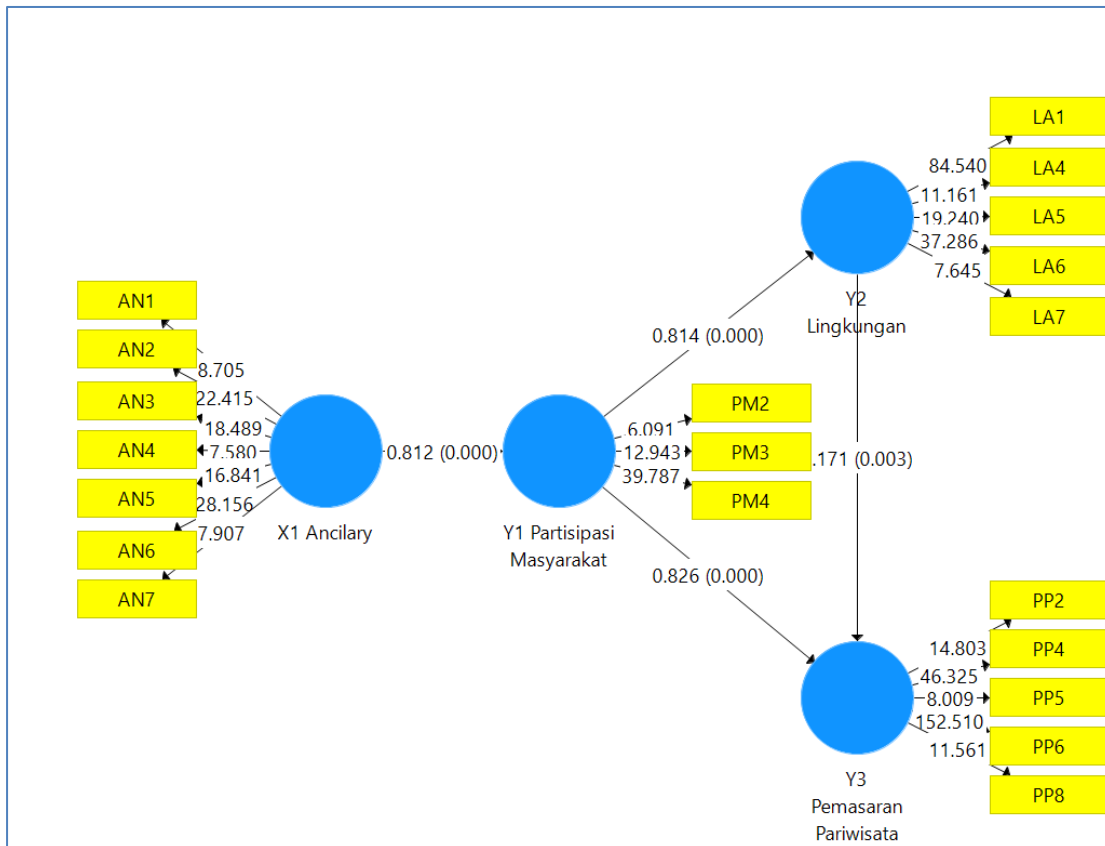 AN1
AN2
AN3
AN4
AN5
AN6
AN7
8.705
22.415
18.489
7.580
16.841
28.156
7.907
X1 Ancilary
0.812 (0.000)
Y1 Partisipasi
Masyarakat
6.091
12.943
39.787
PM2
PM3
PM4
0.814 (0.000)
.171 (0.003)
0.826 (0.000)
Y2
Lingkungan
84.540
11.161
19.240
37.286
7.645
LA1
LA4
LA5
LA6
LA7
Y3
Pemasaran
Pariwisata
14.803
46.325
8.009
152.510
11.561
PP2
PP4
PP5
PP6
PP8